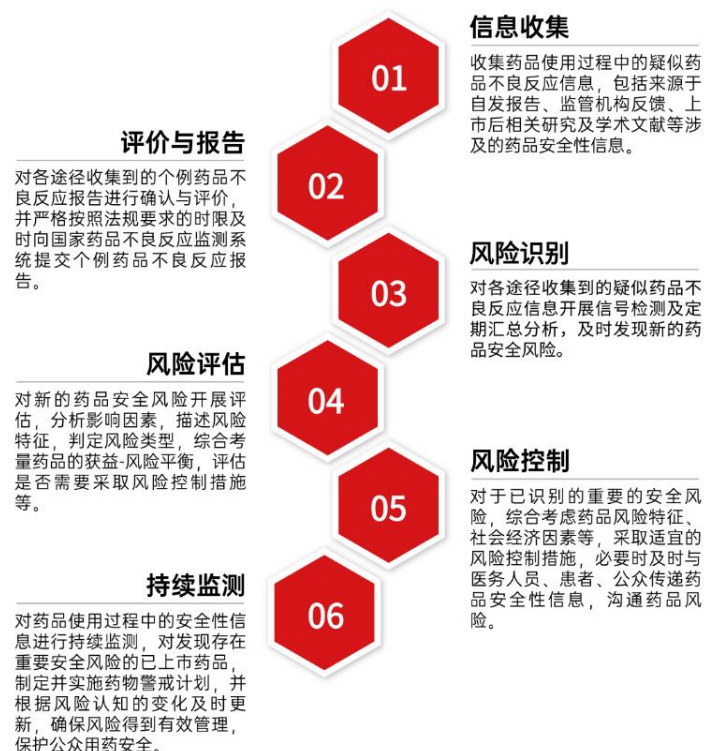 01
信息收集
收集药品使用过程中的疑似药
品不良反应信息，包括来源于
自发报告、监管机构反馈、上
市后相关研究及学术文献等涉
及的药品安全性信息。
02
评价与报告
对各途径收集到的个例药品不
良反应报告进行确认与评价，
并严格按照法规要求的时限及
时向国家药品不良反应监测系
统提交个例药品不良反应报
告。
03
风险识别
对各途径收集到的疑似药品不
良反应信息开展信号检测及定
期汇总分析，及时发现新的药
品安全风险。
04
风险评估
对新的药品安全风险开展评
估，分析影响因素，描述风险
特征，判定风险类型，综合考
量药品的获益-风险平衡，评估
是否需要采取风险控制措施
等。
05
风险控制
对于已识别的重要的安全风
险，综合考虑药品风险特征、
社会经济因素等，采取适宜的
风险控制措施，必要时及时与
医务人员、患者、公众传递药
品安全性信息，沟通药品风
险。
06
持续监测
对药品使用过程中的安全性信
息进行持续监测，对发现存在
重要安全风险的已上市药品，
制定并实施药物警戒计划，并
根据风险认知的变化及时更
新，确保风险得到有效管理，
保护公众用药安全。